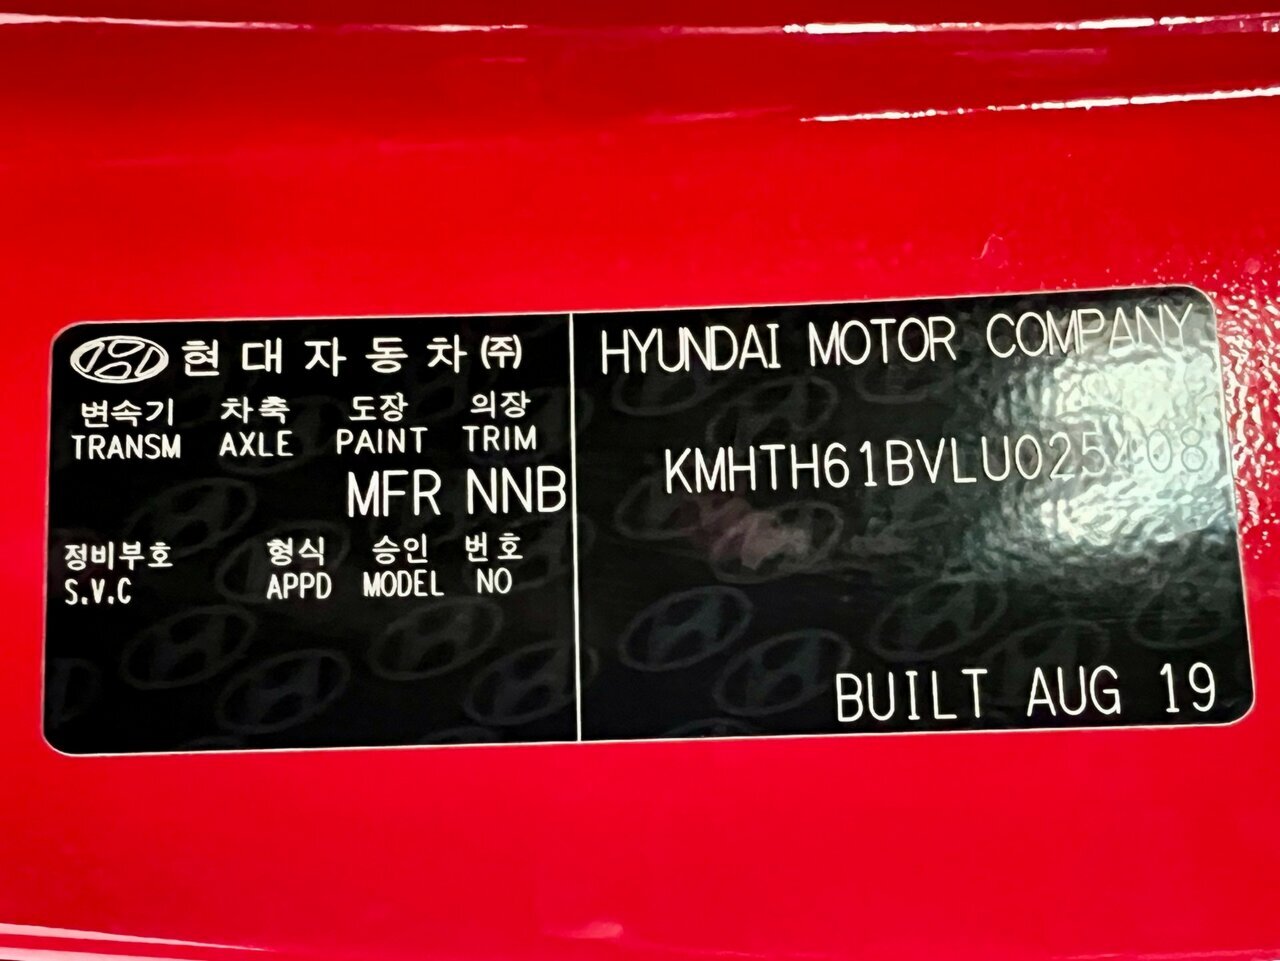 현대자동차㈜
변속기 차축 도장 의장
TRANSM AXLE PAINT TRIM
MFR NNB
정비부호 형식 승인 번호
S.V.C APPD MODEL NO
HYUNDAI MOTOR COMPANY
KMHTH61BVLU025408
BUILT AUG 19